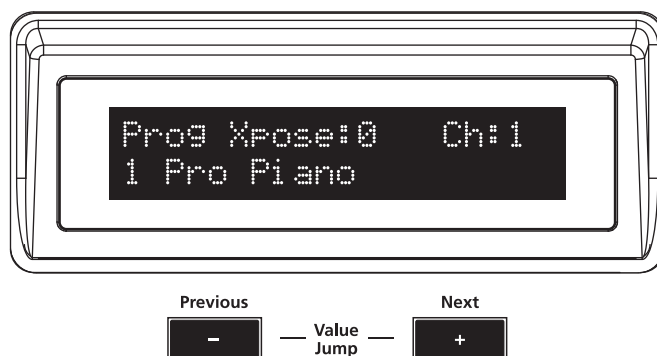 Prog Xpose:0 Ch:1
1 Pro Piano
Previous Next
- Value +
Jump